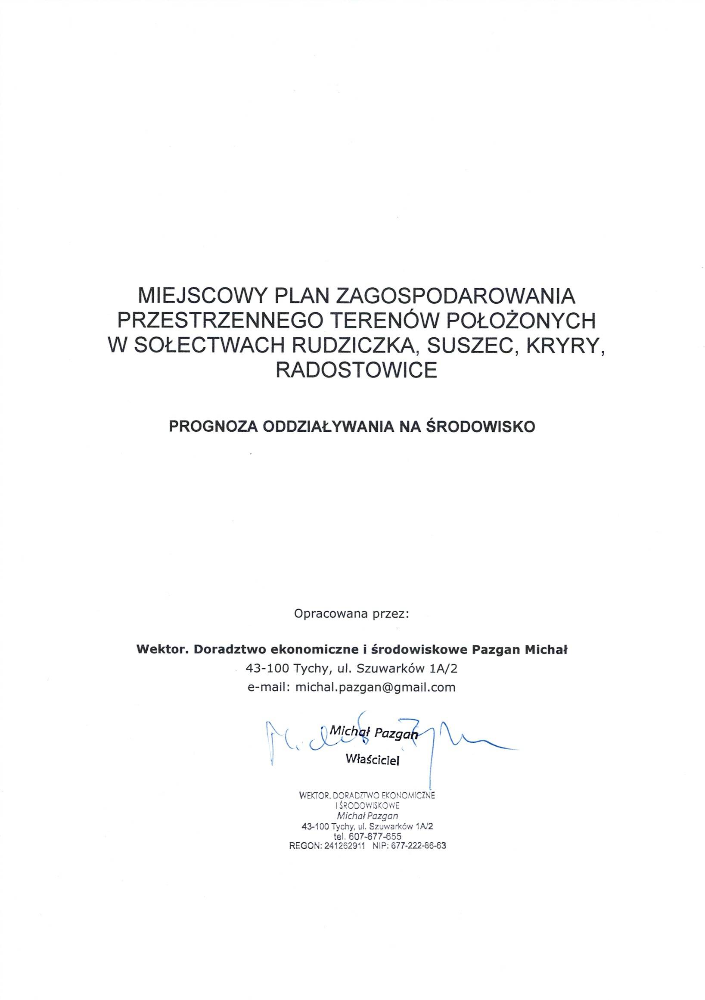 MIEJSCOWY PLAN ZAGOSPODAROWANIA
PRZESTRZENNEGO TERENÓW POŁOŻONYCH
W SOŁECTWACH RUDZICZKA, SUSZEC, KRYRY,
RADOSTOWICE
PROGNOZA ODDZIAŁYWANIA NA ŚRODOWISKO
Opracowana przez:
Wektor. Doradztwo ekonomiczne i środowiskowe Pazgan Michał
43-100 Tychy, ul. Szuwarków 1A/2
e-mail: michal.pazgan@gmail.com
Michał Pazgan
Właściciel
WEKTOR. DORADZTWO EKONOMICZNE
I ŚRODOWISKOWE
Michał Pazgan
43-100 Tychy, ul. Szuwarków 1A/2
tel. 607-677-655
REGON: 241262911 NIP: 677-222-86-63